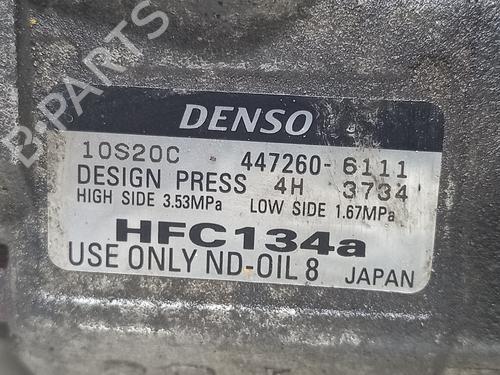 B-PARTS
DENSO
10S20C 447260-6111
DESIGN PRESS 4H 3734
HIGH SIDE 3.53MPa LOW SIDE 1.67MPa
HFC134a
USE ONLY ND-OIL 8 JAPAN